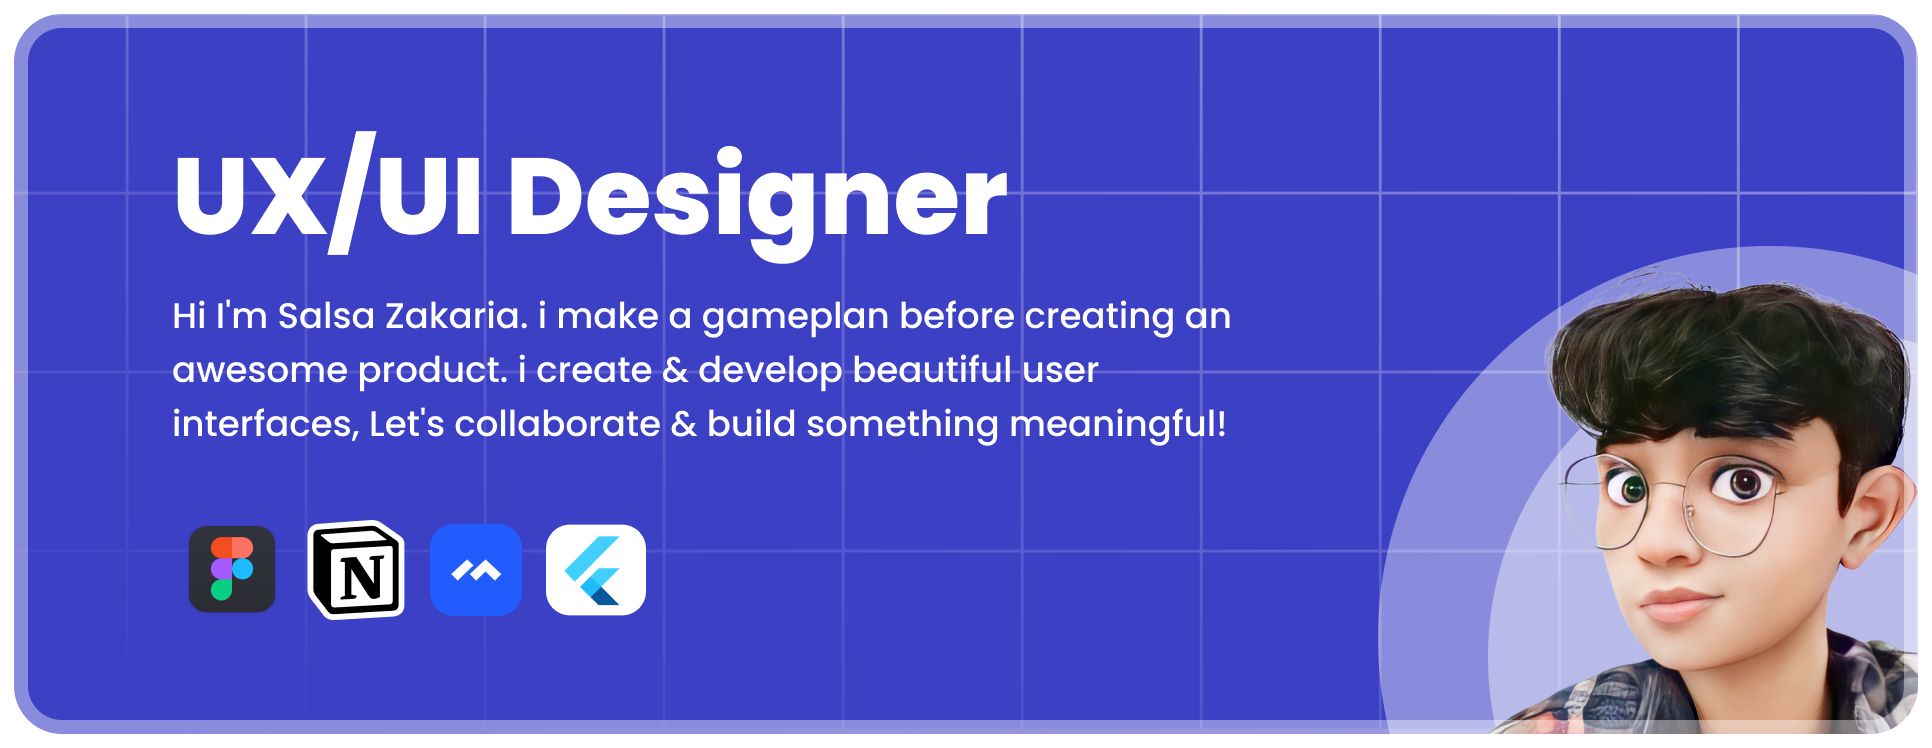 UX/UI Designer
Hi I'm Salsa Zakaria. i make a gameplan before creating an
awesome product. i create & develop beautiful user
interfaces, Let's collaborate & build something meaningful!
N